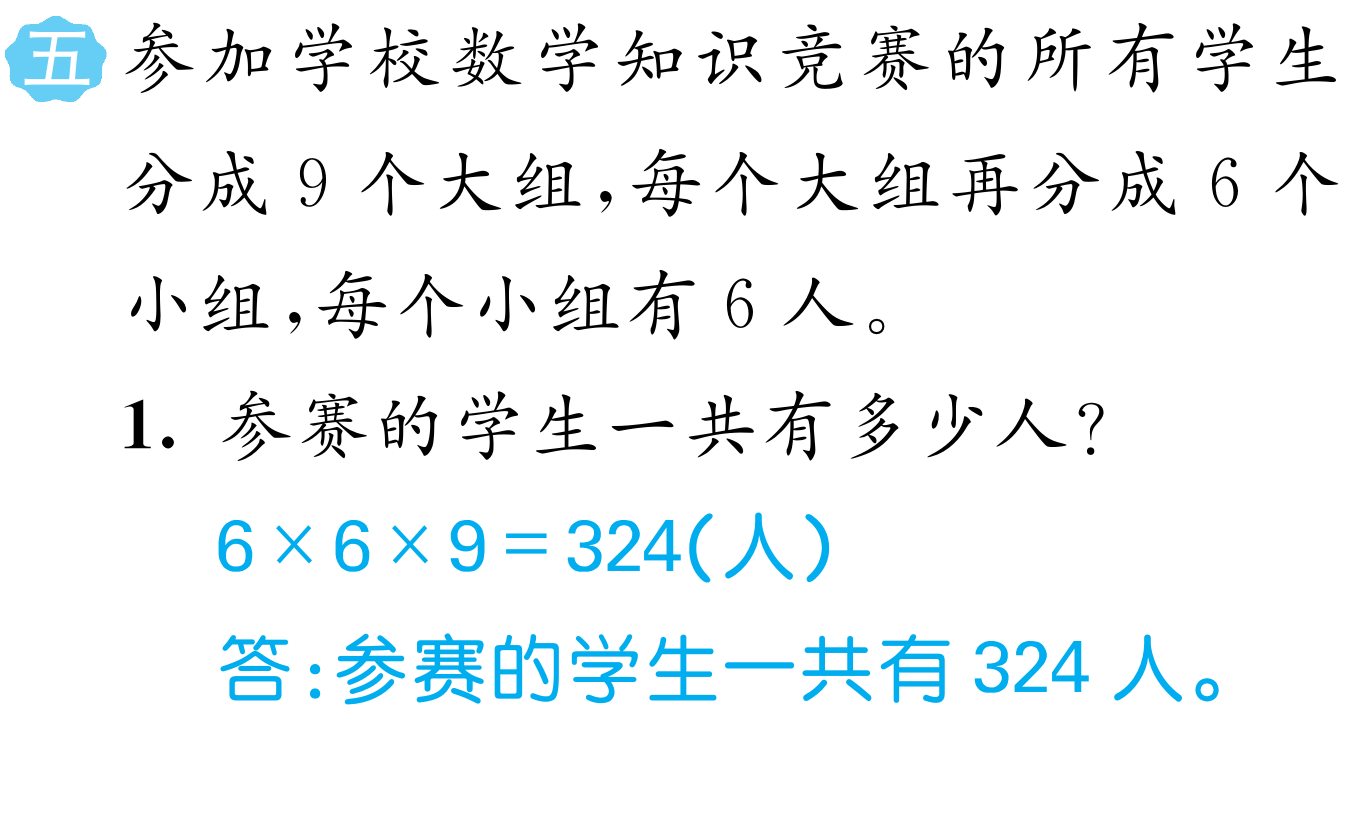 五 参加学校数学知识竞赛的所有学生
分成 9 个大组,每个大组再分成 6 个
小组,每个小组有 6 人。
1. 参赛的学生一共有多少人?
6×6×9=324(人)
答:参赛的学生一共有 324 人。